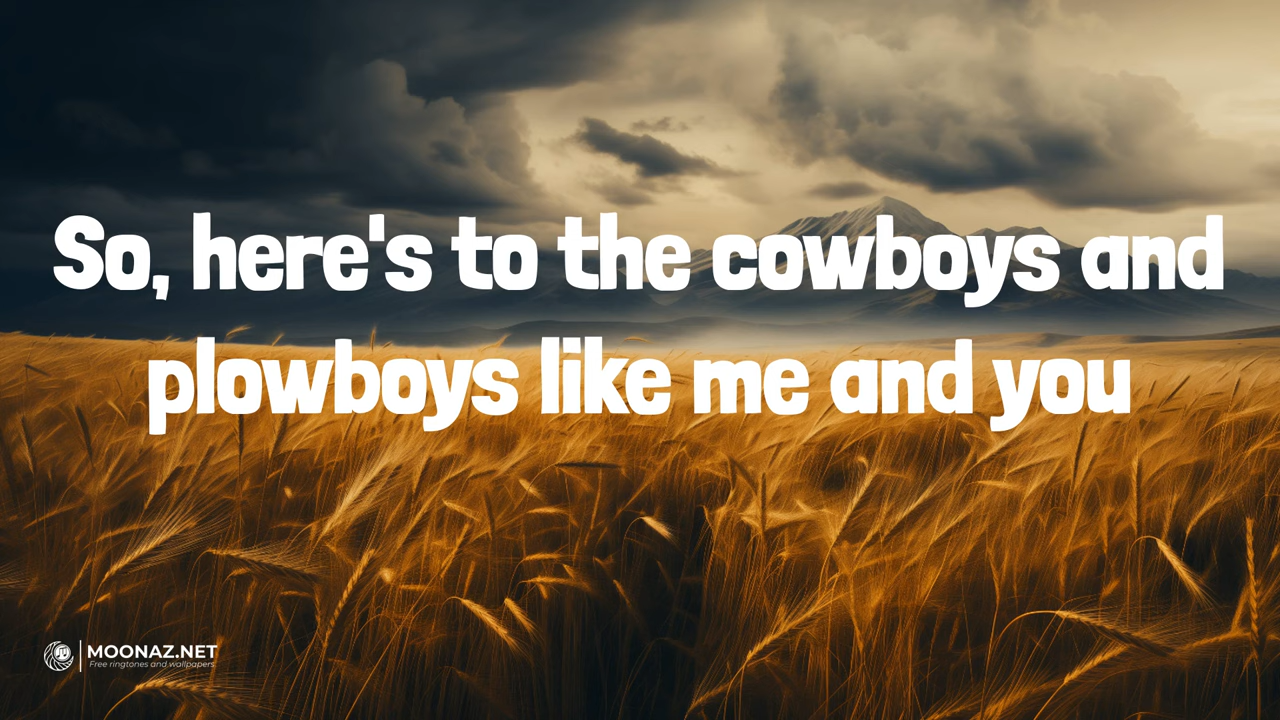 So, here's to the cowboys and
plowboys like me and you
MOONAZ.NET
Free ringtones and wallpapers